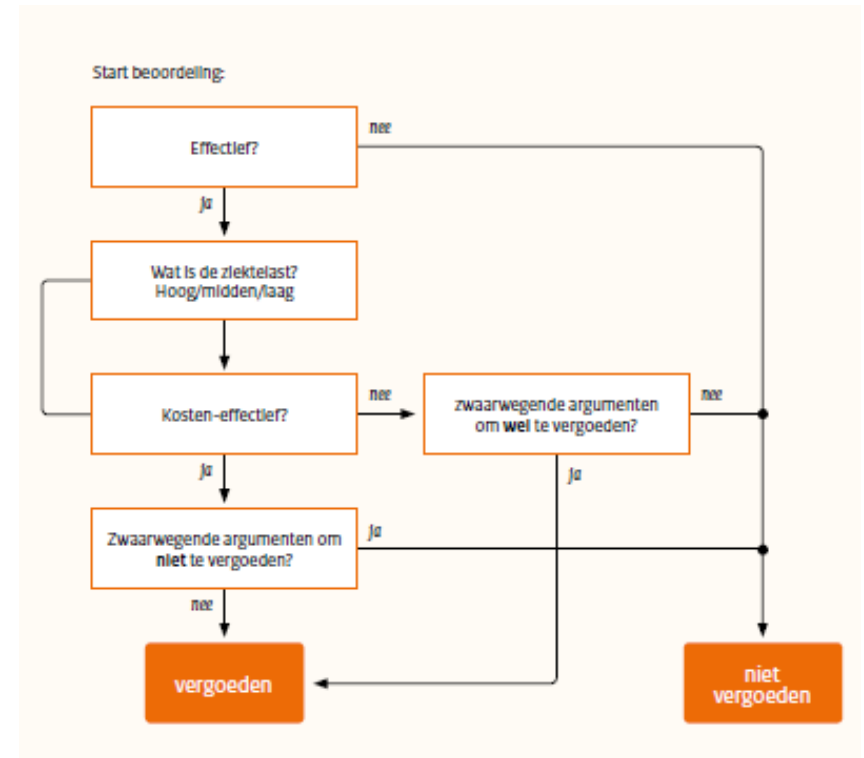 Start beoordeling:
Effectief?
nee
ja
Wat is de ziektelast?
Hoog/midden/laag
Kosten-effectief?
nee
zwaarwegende argumenten
om wel te vergoeden?
nee
ja
ja
Zwaarwegende argumenten om
niet te vergoeden?
ja
nee
vergoeden
niet
vergoeden